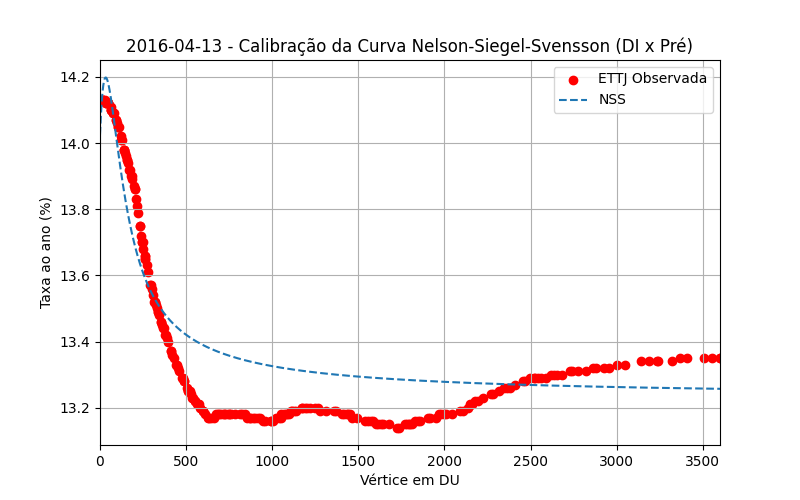 2016-04-13 - Calibração da Curva Nelson-Siegel-Svensson (DI x Pré)
ETTJ Observada
NSS
Taxa ao ano (%)
14.2
14.0
13.8
13.6
13.4
13.2
0
500
1000
1500
2000
2500
3000
3500
Vértice em DU